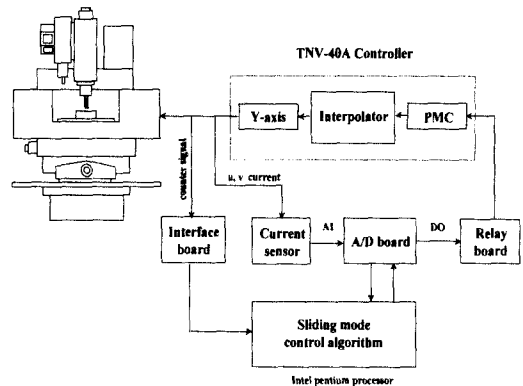 TNV-40A Controller
Y-axis
Interpolator
PMC
counter signal
u, v current
Interface
board
Current
sensor
AI
A/D board
DO
Relay
board
Sliding mode
control algorithm
Intel pentium processor